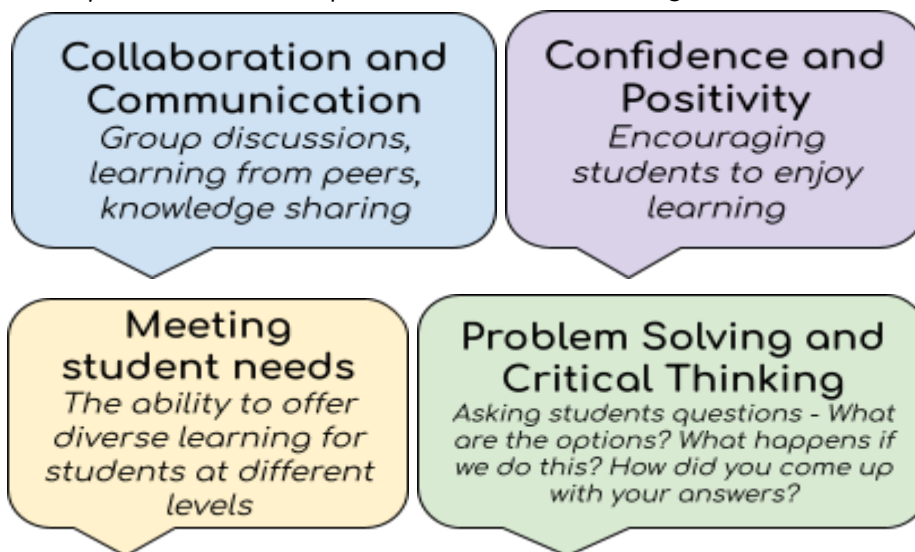 Collaboration and
Communication
Group discussions,
learning from peers,
knowledge sharing
Confidence and
Positivity
Encouraging
students to enjoy
learning
Meeting
student needs
The ability to offer
diverse learning for
students at different
levels
Problem Solving and
Critical Thinking
Asking students questions - What
are the options? What happens if
we do this? How did you come up
with your answers?